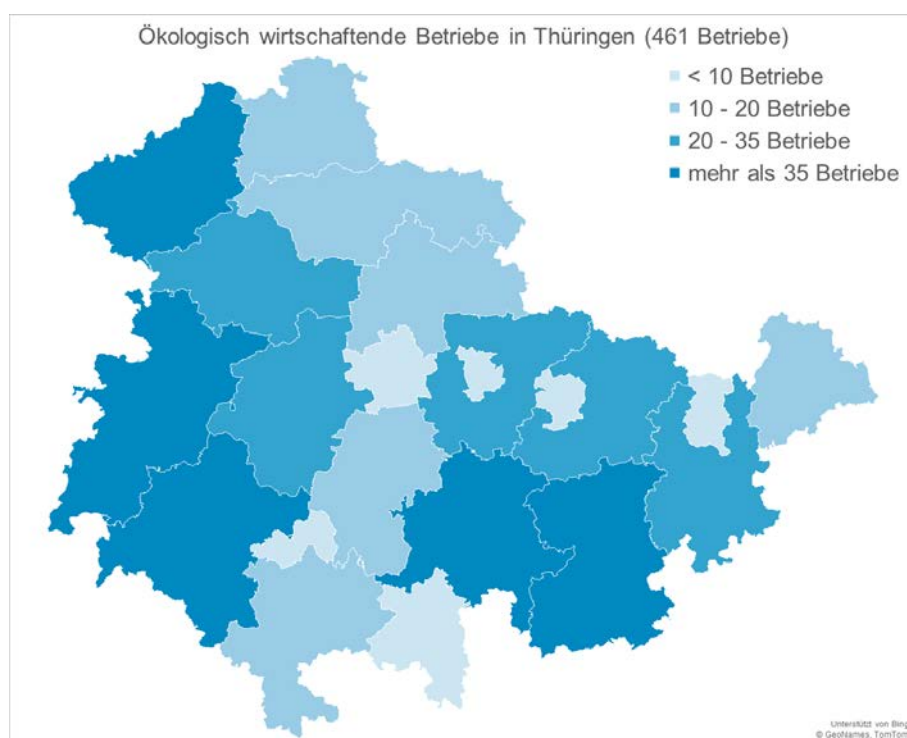 Ökologisch wirtschaftende Betriebe in Thüringen (461 Betriebe)
< 10 Betriebe
10 - 20 Betriebe
20 - 35 Betriebe
mehr als 35 Betriebe
Unterstützt von Bing
© GeoNames, TomTom